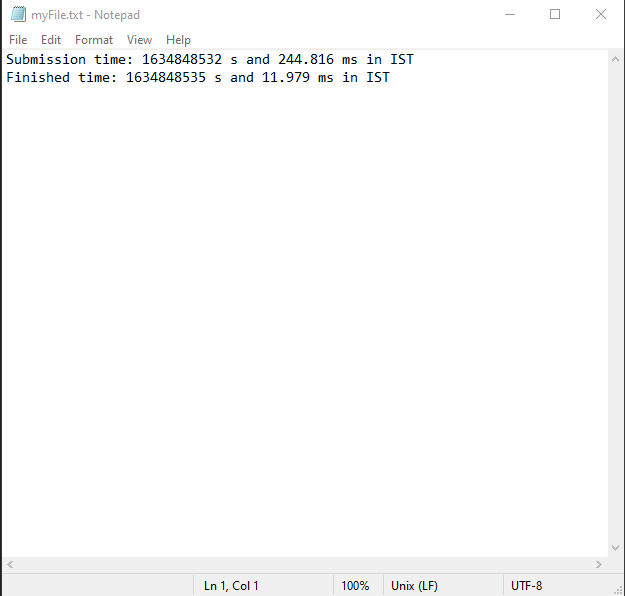 myFile.txt - Notepad
File Edit Format View Help
Submission time: 1634848532 s and 244.816 ms in IST
Finished time: 1634848535 s and 11.979 ms in IST
Ln 1, Col 1 100% Unix (LF) UTF-8